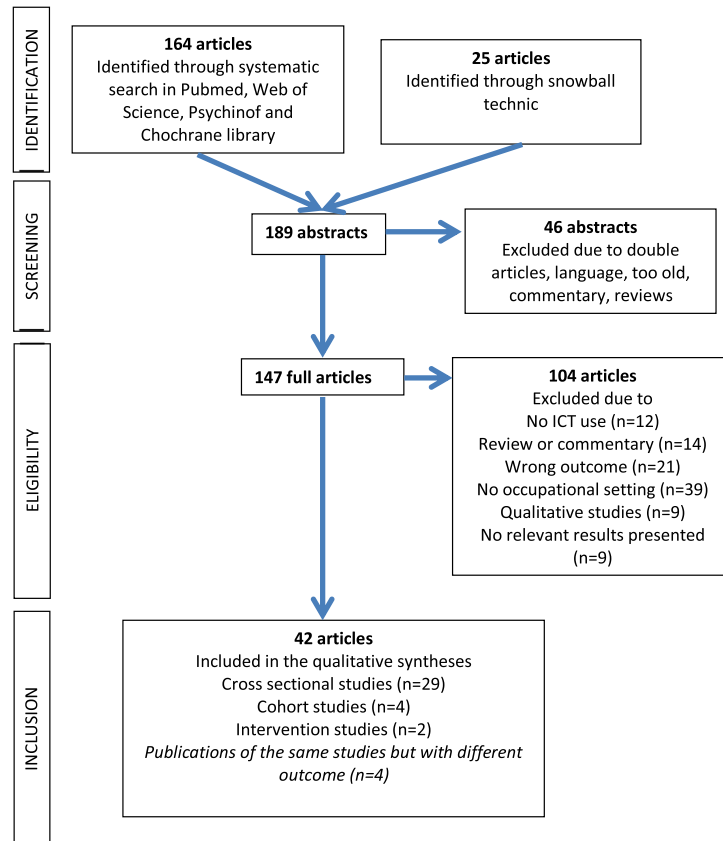 IDENTIFICATION
164 articles
Identified through systematic
search in Pubmed, Web of
Science, Psychinof and
Chochrane library
25 articles
Identified through snowball
technic
SCREENING
189 abstracts
46 abstracts
Excluded due to double
articles, language, too old,
commentary, reviews
ELIGIBILITY
147 full articles
104 articles
Excluded due to
No ICT use (n=12)
Review or commentary (n=14)
Wrong outcome (n=21)
No occupational setting (n=39)
Qualitative studies (n=9)
No relevant results presented
(n=9)
INCLUSION
42 articles
Included in the qualitative syntheses
Cross sectional studies (n=29)
Cohort studies (n=4)
Intervention studies (n=2)
Publications of the same studies but with different
outcome (n=4)